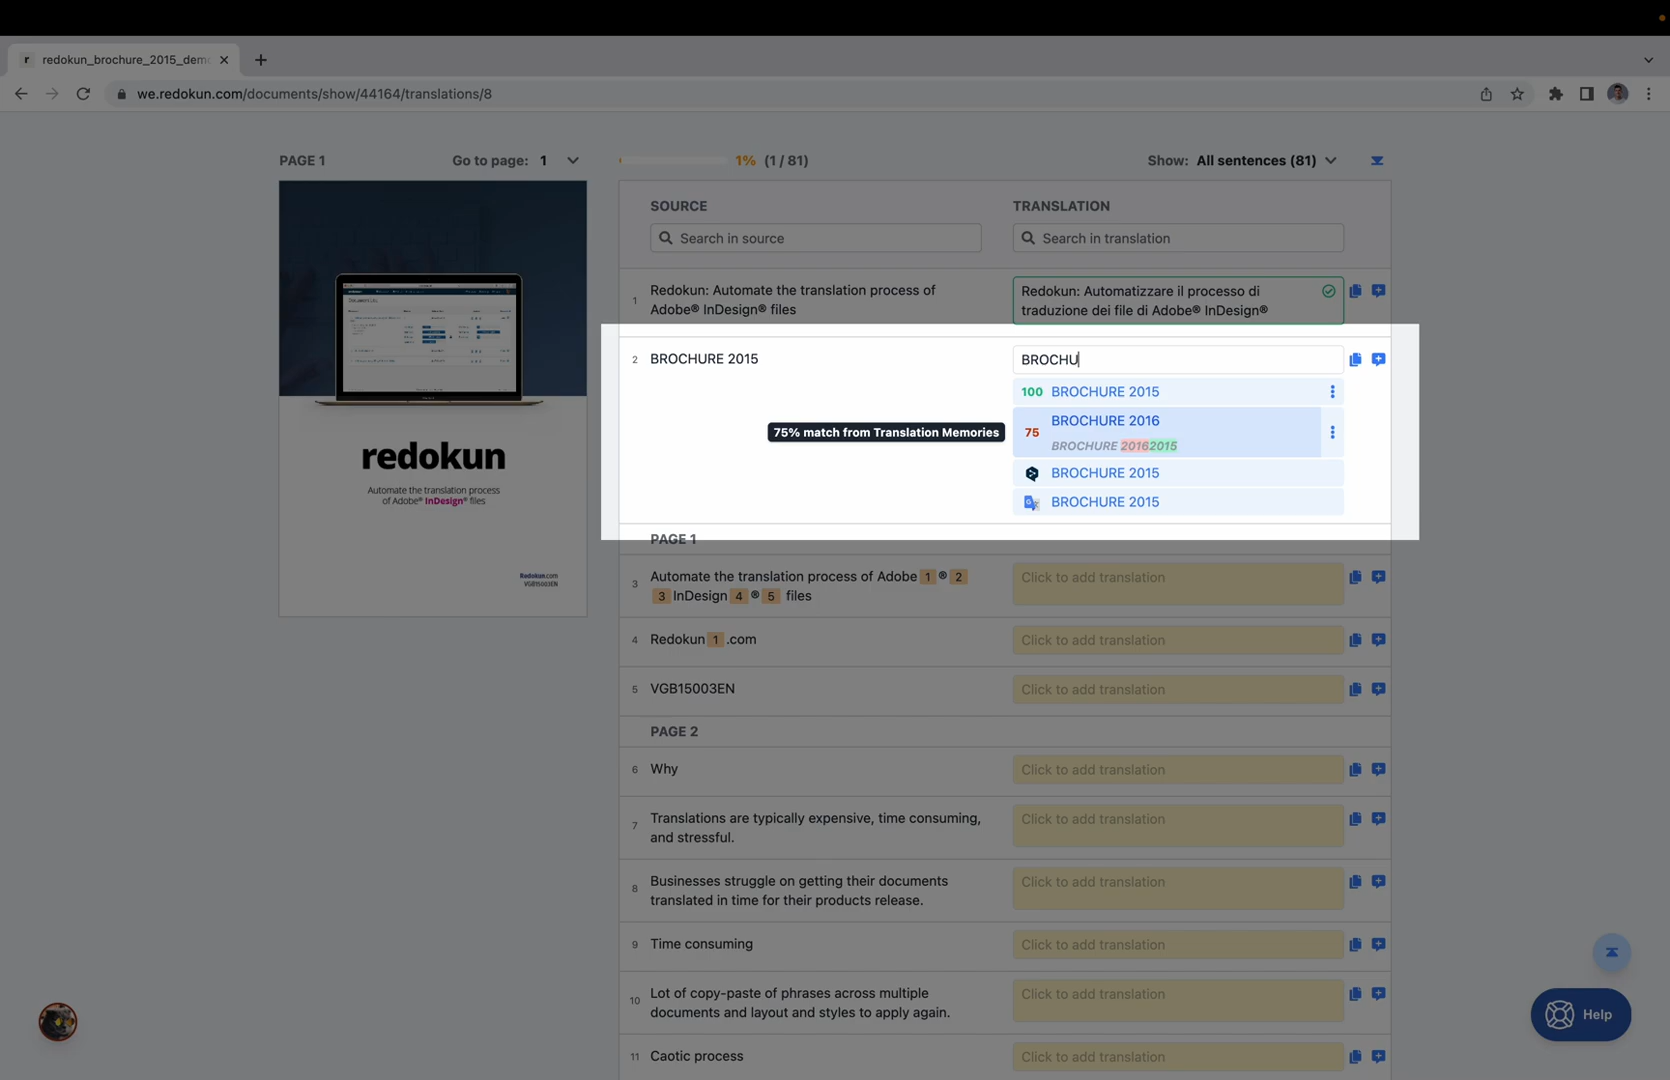 r redokun_brochure_2015_dem
we.redokun.com/documents/show/44164/translations/8
PAGE 1
Go to page: 1
1% (1 / 81)
Show: All sentences (81)
redokun
Automate the translation process
of Adobe® InDesign® files
Redokun.com
VGB15003EN
SOURCE
TRANSLATION
Search in source
Search in translation
1
Redokun: Automate the translation process of
Adobe® InDesign® files
Redokun: Automatizzare il processo di
traduzione dei file di Adobe® InDesign®
2
BROCHURE 2015
BROCHU
100 BROCHURE 2015
75% match from Translation Memories
75
BROCHURE 2016
BROCHURE 20162015
BROCHURE 2015
BROCHURE 2015
PAGE 1
3
Automate the translation process of Adobe 1 ® 2
3 InDesign 4 ® 5 files
Click to add translation
4
Redokun 1 .com
Click to add translation
5
VGB15003EN
Click to add translation
PAGE 2
6
Why
Click to add translation
7
Translations are typically expensive, time consuming,
and stressful.
Click to add translation
8
Businesses struggle on getting their documents
translated in time for their products release.
Click to add translation
9
Time consuming
Click to add translation
10
Lot of copy-paste of phrases across multiple
documents and layout and styles to apply again.
Click to add translation
11
Caotic process
Click to add translation
Help